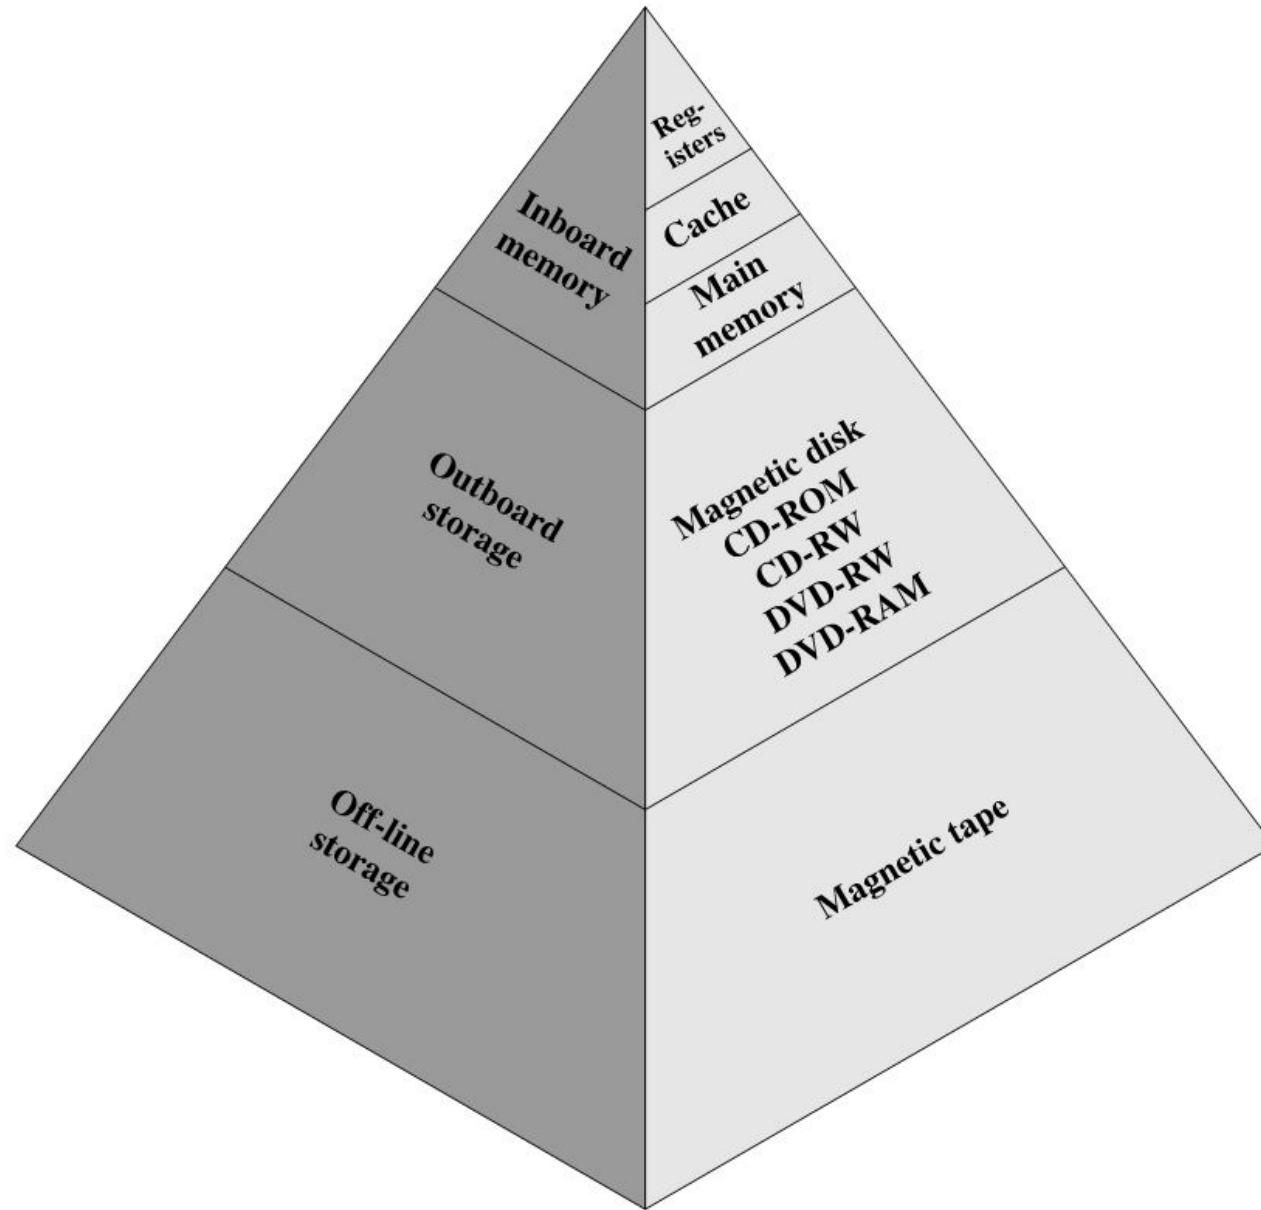 Reg-
isters
Cache
Main
memory
Inboard
memory
Magnetic disk
CD-ROM
CD-RW
DVD-RW
DVD-RAM
Outboard
storage
Magnetic tape
Off-line
storage